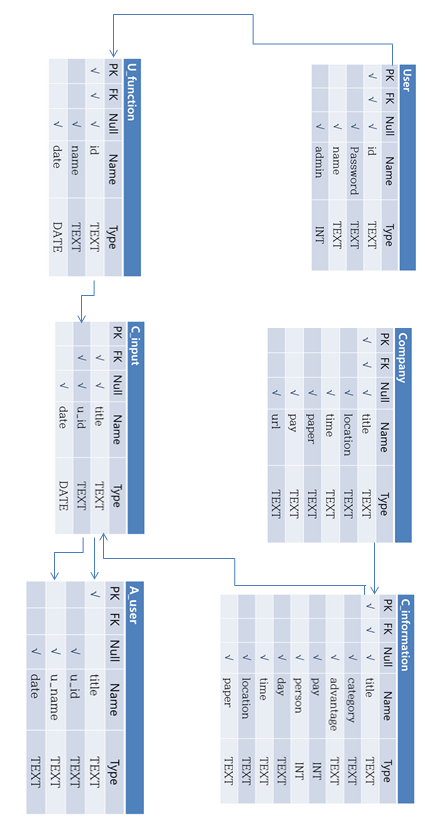 User
PK FK Null Name Type
√ √ √ id TEXT
√ Password TEXT
√ name TEXT
√ admin INT
Company
PK FK Null Name Type
√ √ √ title TEXT
√ location TEXT
√ time TEXT
√ paper TEXT
√ pay TEXT
√ url TEXT
C_information
PK FK Null Name Type
√ √ √ title TEXT
√ category TEXT
√ advantage TEXT
√ pay INT
√ person INT
√ day TEXT
√ time TEXT
√ location TEXT
√ paper TEXT
U_function
PK FK Null Name Type
√ √ √ id TEXT
√ name TEXT
√ date DATE
C_input
PK FK Null Name Type
√ √ title TEXT
√ √ u_id TEXT
√ date DATE
A_user
PK FK Null Name Type
√ title TEXT
√ u_id TEXT
√ u_name TEXT
√ date TEXT